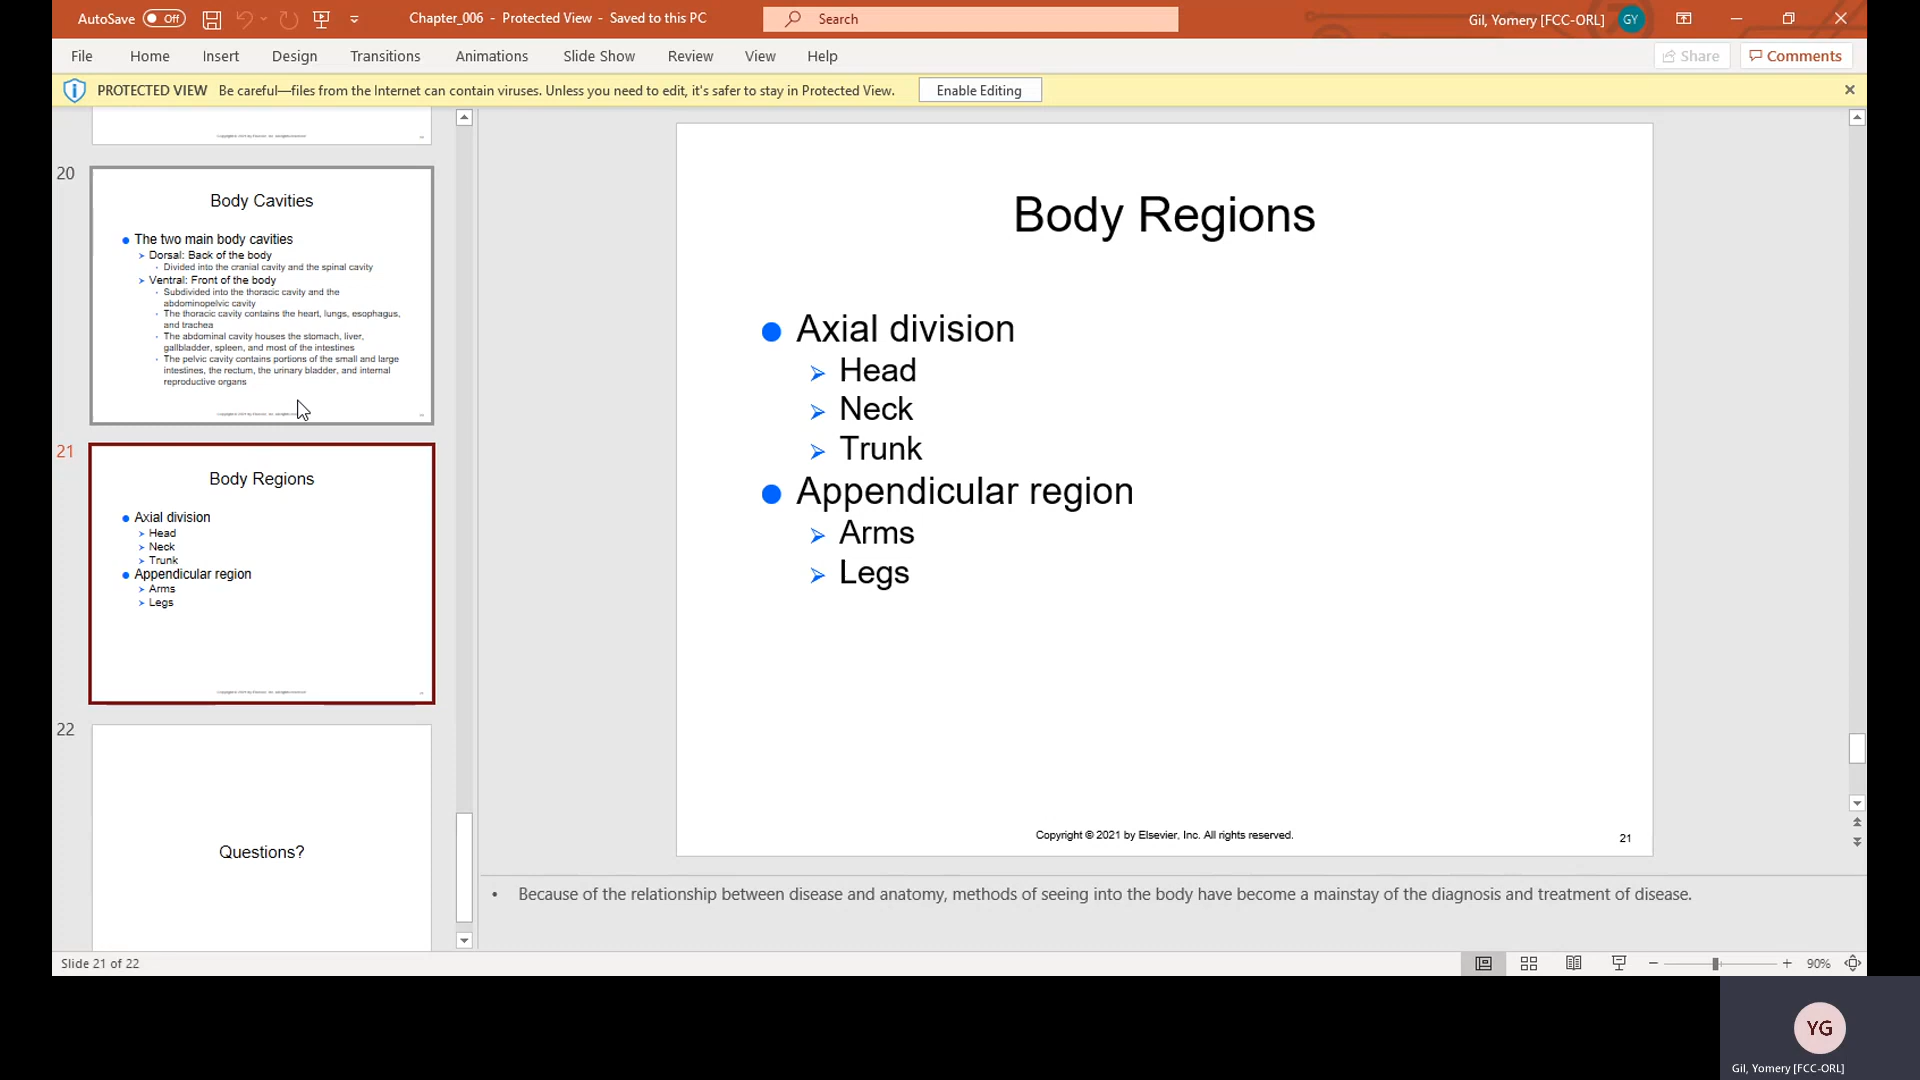 AutoSave Off
Chapter_006 - Protected View - Saved to this PC
Search
Gil, Yomery [FCC-ORL] GY
File Home Insert Design Transitions Animations Slide Show Review View Help
Share Comments
PROTECTED VIEW Be careful—files from the Internet can contain viruses. Unless you need to edit, it's safer to stay in Protected View. Enable Editing
20
Body Cavities
The two main body cavities
Dorsal: Back of the body
Divided into the cranial cavity and the spinal cavity
Ventral: Front of the body
Subdivided into the thoracic cavity and the
abdominopelvic cavity
The thoracic cavity contains the heart, lungs, esophagus,
and trachea
The abdominal cavity houses the stomach, liver,
gallbladder, spleen, and most of the intestines
The pelvic cavity contains portions of the small and large
intestines, the rectum, the urinary bladder, and internal
reproductive organs
21
Body Regions
Axial division
Head
Neck
Trunk
Appendicular region
Arms
Legs
22
Questions?
Body Regions
Axial division
Head
Neck
Trunk
Appendicular region
Arms
Legs
Copyright © 2021 by Elsevier, Inc. All rights reserved.
21
• Because of the relationship between disease and anatomy, methods of seeing into the body have become a mainstay of the diagnosis and treatment of disease.
Slide 21 of 22
90%
YG
Gil, Yomery [FCC-ORL]